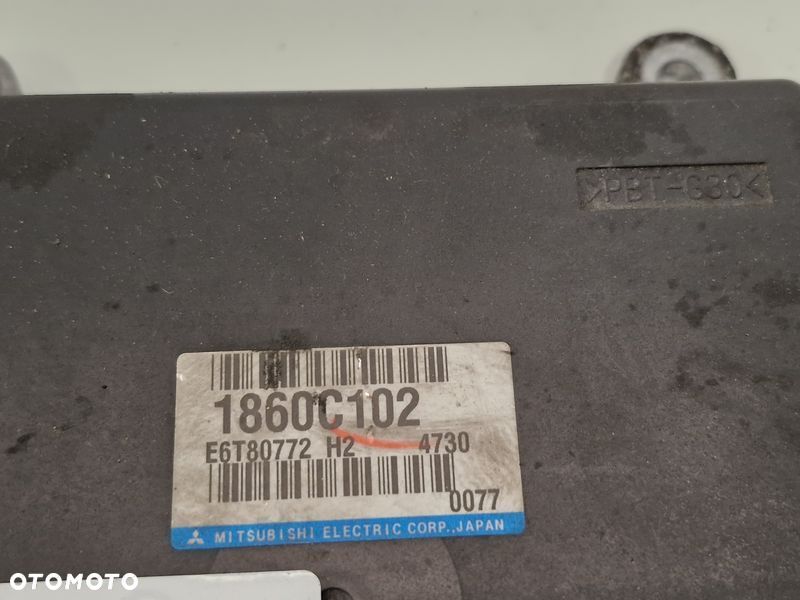 >PBT-G30<
1860C102
E6T80772 H2 4730
0077
MITSUBISHI ELECTRIC CORP., JAPAN
OTOMOTO